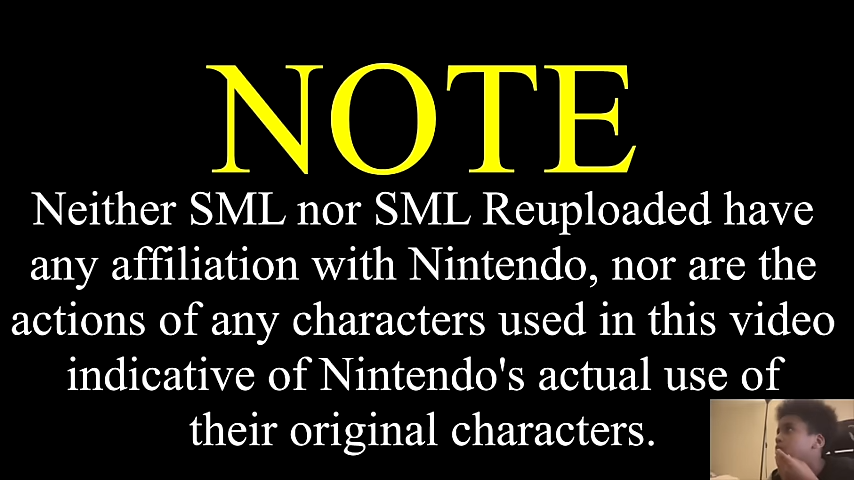 NOTE
Neither SML nor SML Reuploaded have
any affiliation with Nintendo, nor are the
actions of any characters used in this video
indicative of Nintendo's actual use of
their original characters.